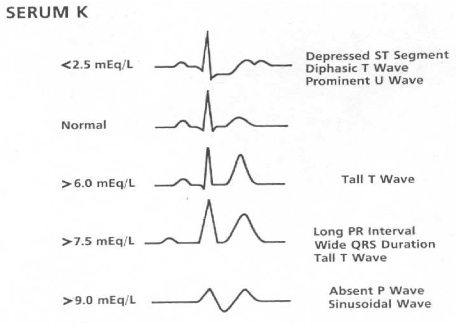 SERUM K
<2.5 mEq/L
Depressed ST Segment
Diphasic T Wave
Prominent U Wave
Normal
>6.0 mEq/L
Tall T Wave
>7.5 mEq/L
Long PR Interval
Wide QRS Duration
Tall T Wave
>9.0 mEq/L
Absent P Wave
Sinusoidal Wave